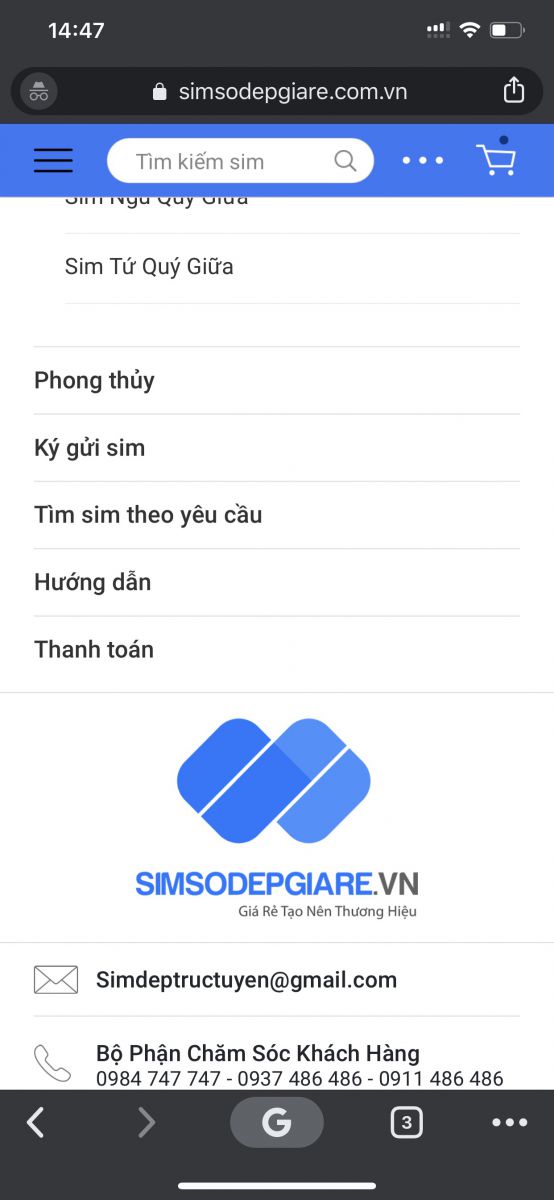 14:47
simsodepgiare.com.vn
Tìm kiếm sim
Sim Ngũ Quý Giữa
Sim Tứ Quý Giữa
Phong thủy
Ký gửi sim
Tìm sim theo yêu cầu
Hướng dẫn
Thanh toán
SIMSODEPGIARE.VN
Giá Rẻ Tạo Nên Thương Hiệu
Simdeptructuyen@gmail.com
Bộ Phận Chăm Sóc Khách Hàng
0984 747 747 - 0937 486 486 - 0911 486 486
G
3